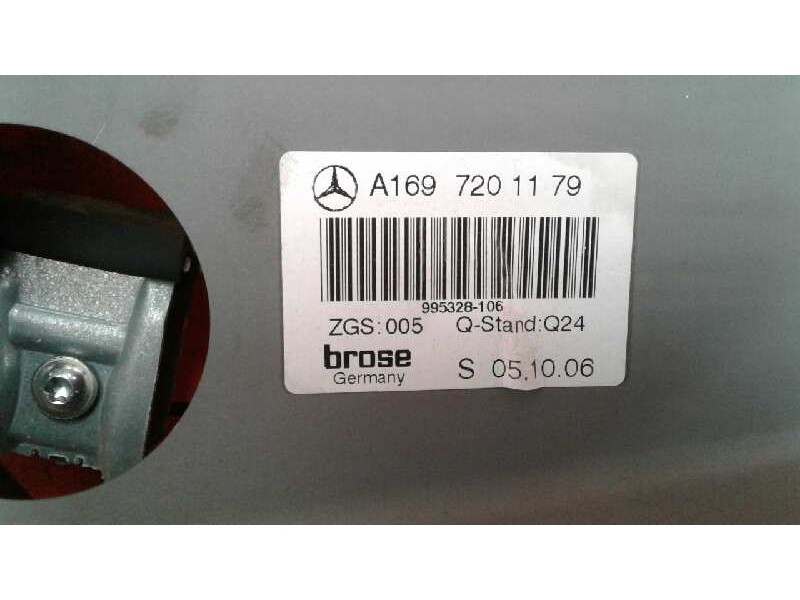 A169 720 11 79
995328-106
ZGS:005 Q-Stand:Q24
brose
Germany
S 05.10.06